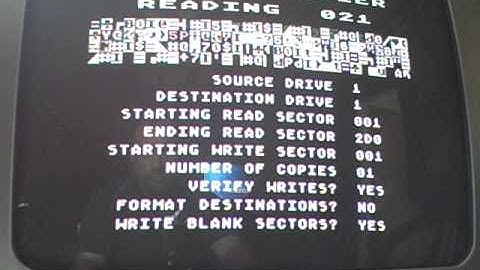 READING 021
SOURCE DRIVE 1
DESTINATION DRIVE 1
STARTING READ SECTOR 001
ENDING READ SECTOR 2D0
STARTING WRITE SECTOR 001
NUMBER OF COPIES 01
VERIFY WRITES? YES
FORMAT DESTINATIONS? NO
WRITE BLANK SECTORS? YES